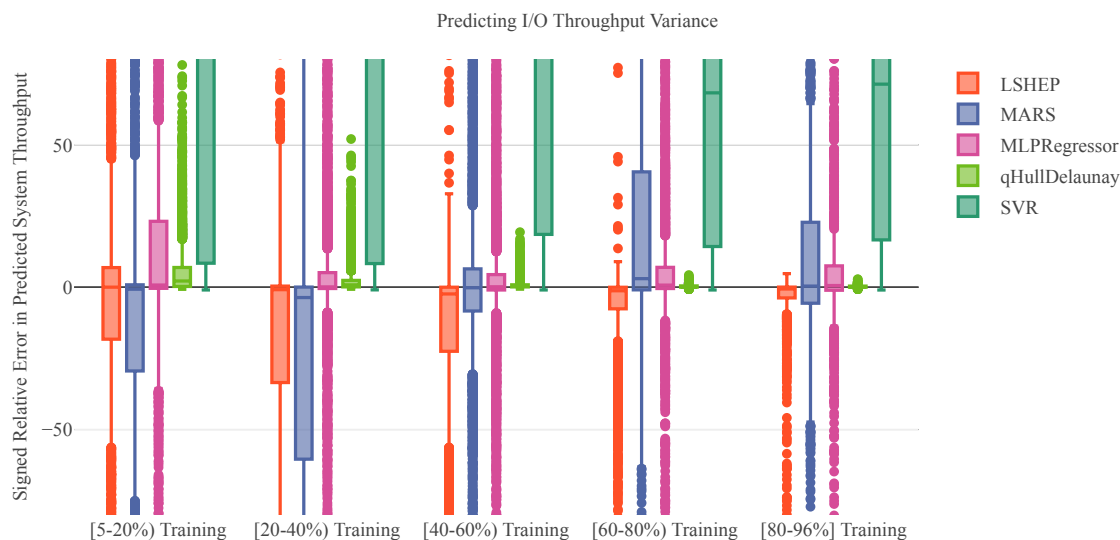 Predicting I/O Throughput Variance
Signed Relative Error in Predicted System Throughput
50
0
−50
[5-20%) Training
[20-40%) Training
[40-60%) Training
[60-80%) Training
[80-96%] Training
LSHEP
MARS
MLPRegressor
qHullDelaunay
SVR